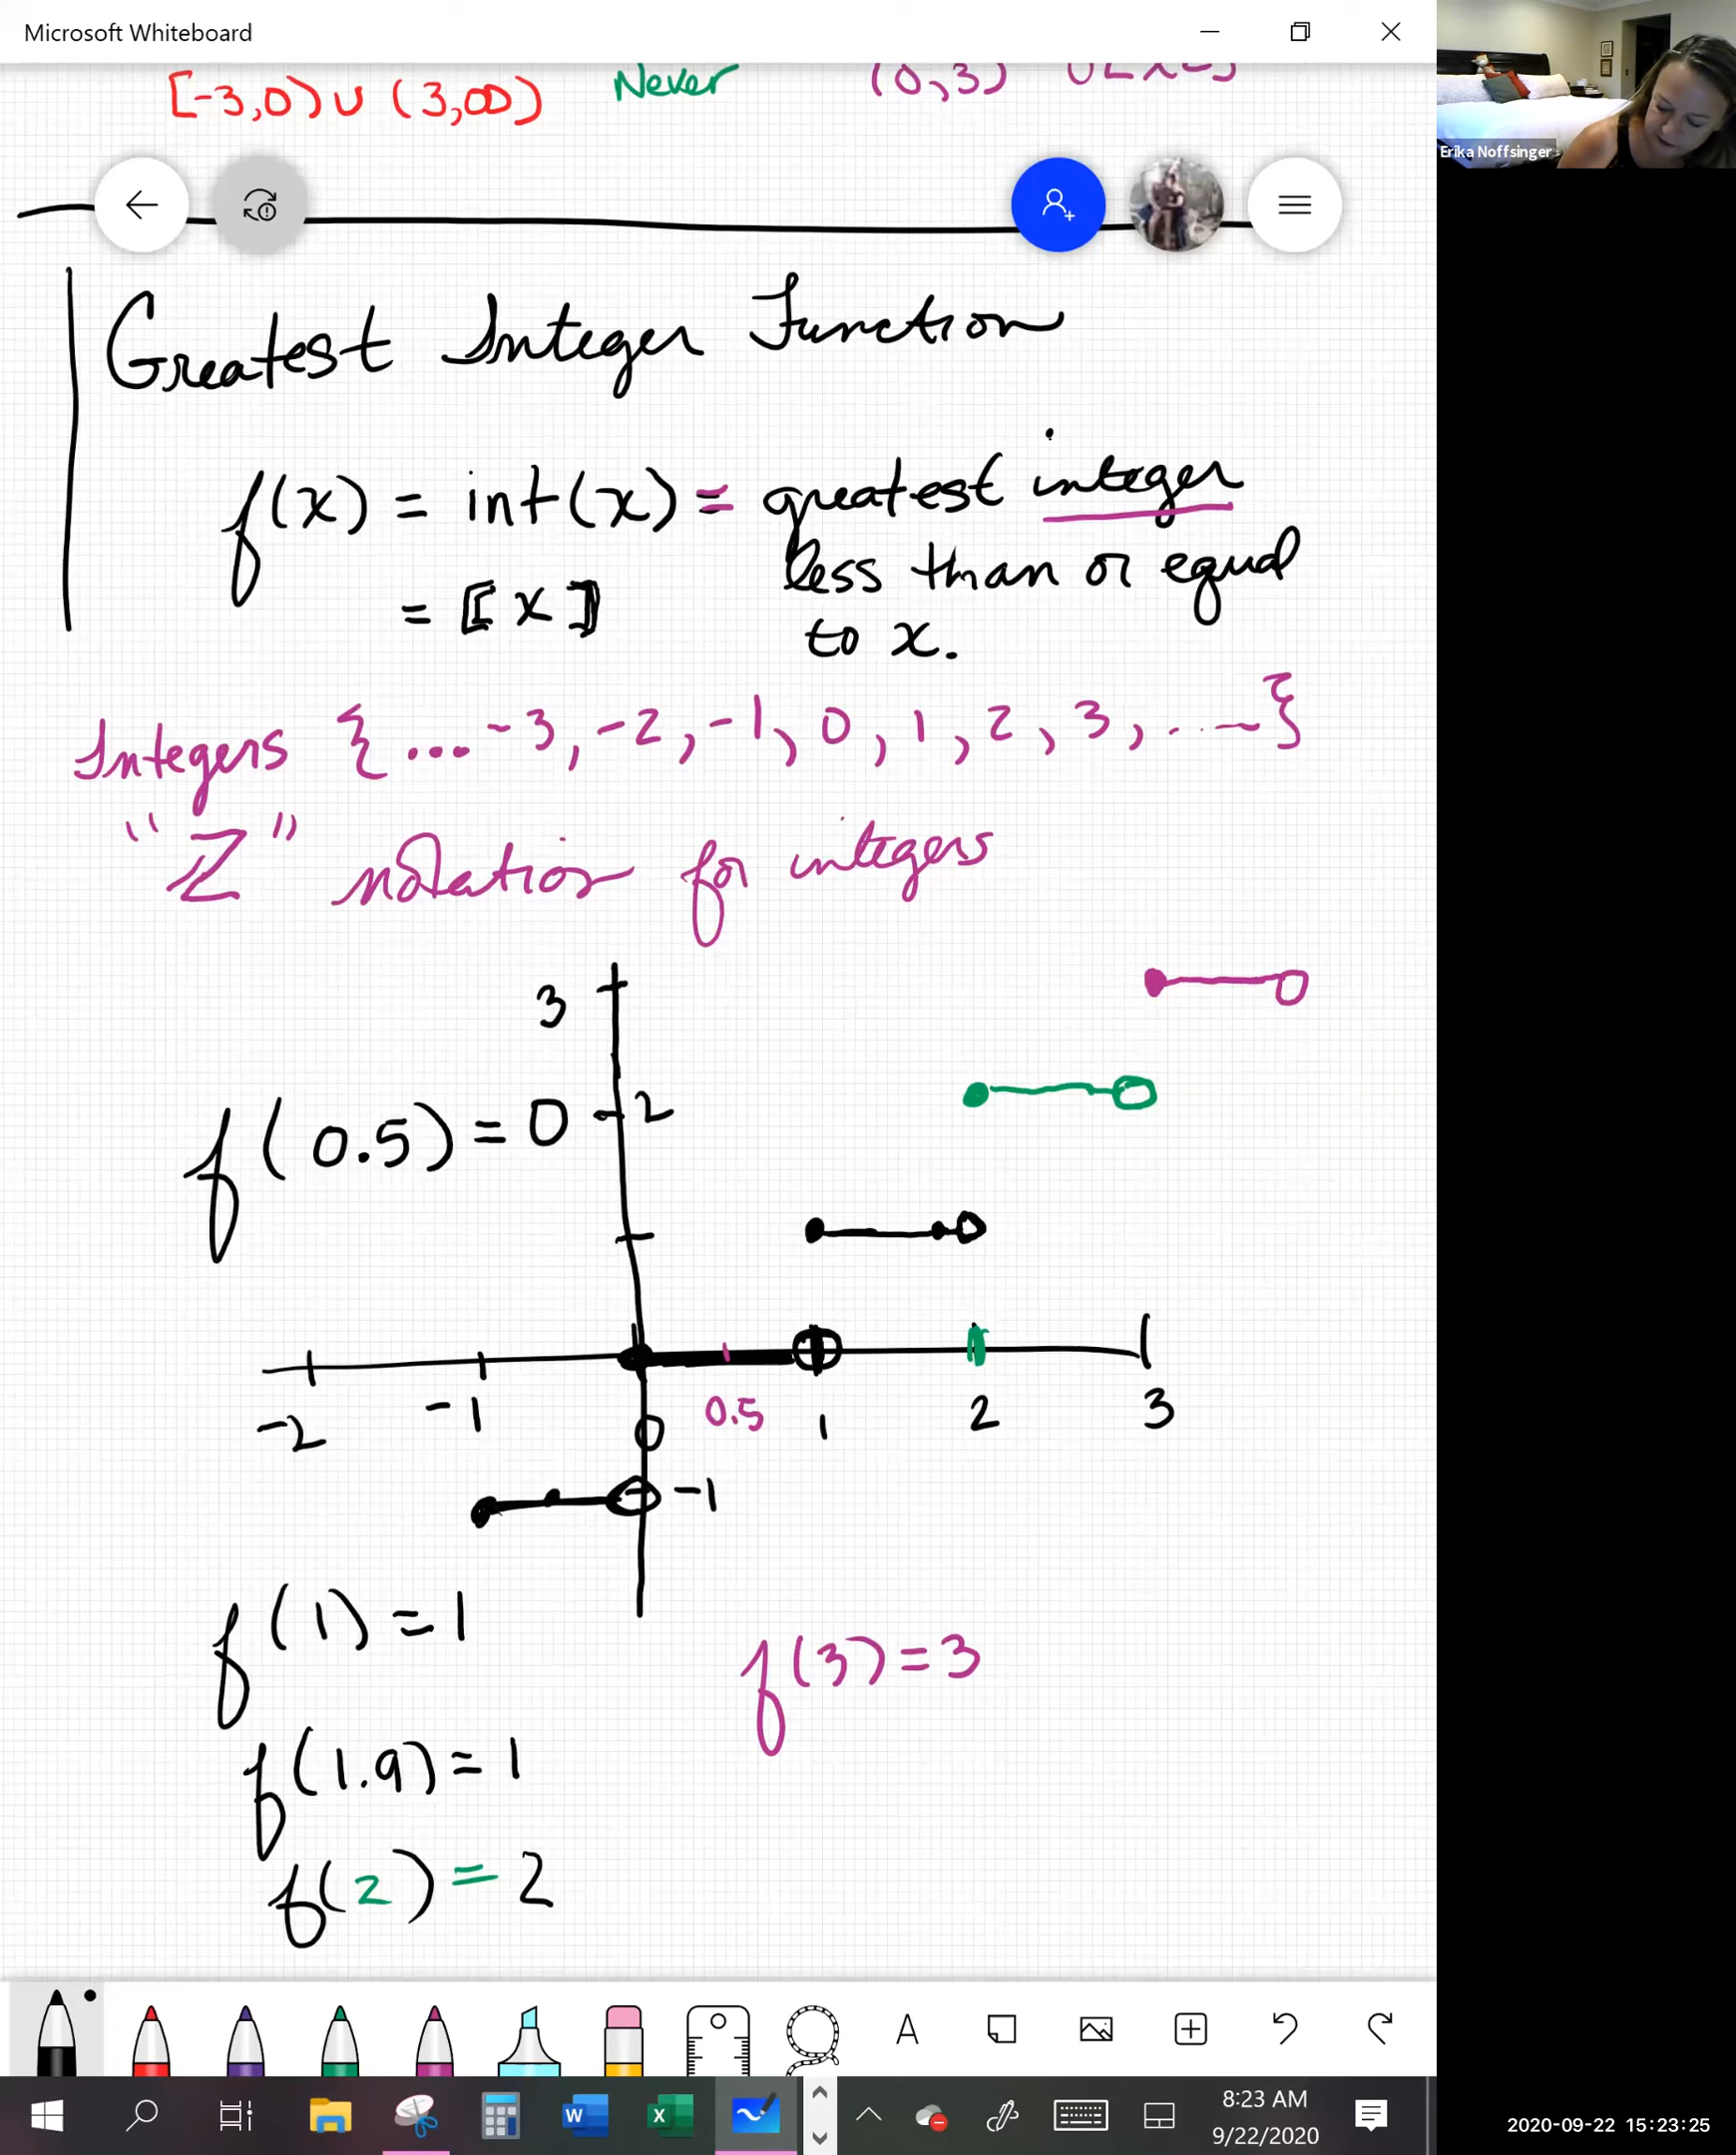 Microsoft Whiteboard
[-3,0) ∪ (3,∞) Never (0,3)
Erika Noffsinger
Greatest Integer Function
f(x) = int(x) = greatest integer
less than or equal
= ⟦x⟧
to x.
Integers {... -3, -2, -1, 0, 1, 2, 3, ...}
"Z" notation for integers
3
f(0.5) = 0
2
-2 -1 0 0.5 1 2 3
-1
f(1) = 1
f(3) = 3
f(1.9) = 1
f(2) = 2
8:23 AM
9/22/2020
2020-09-22 15:23:25